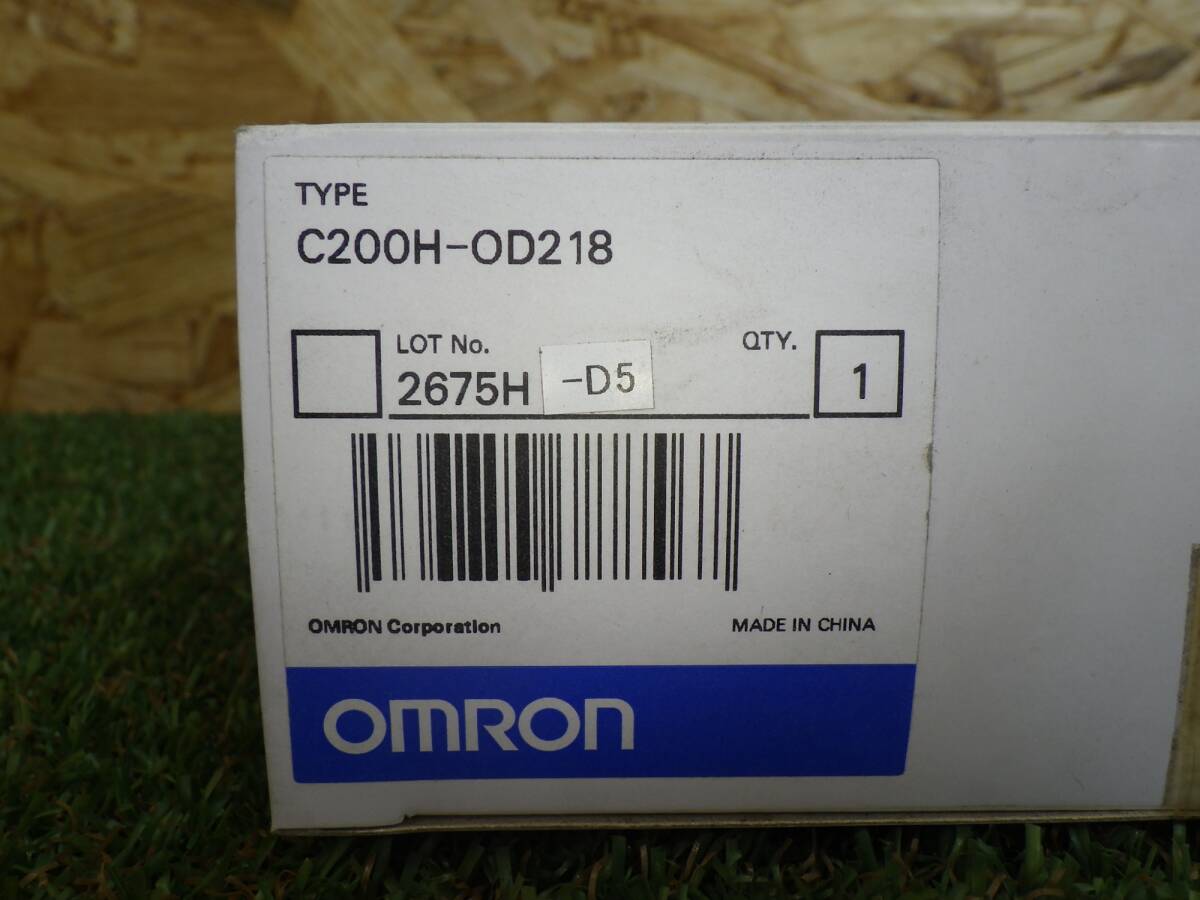 TYPE
C200H-OD218
LOT No.
2675H -D5
QTY.
1
OMRON Corporation
MADE IN CHINA
OMRON